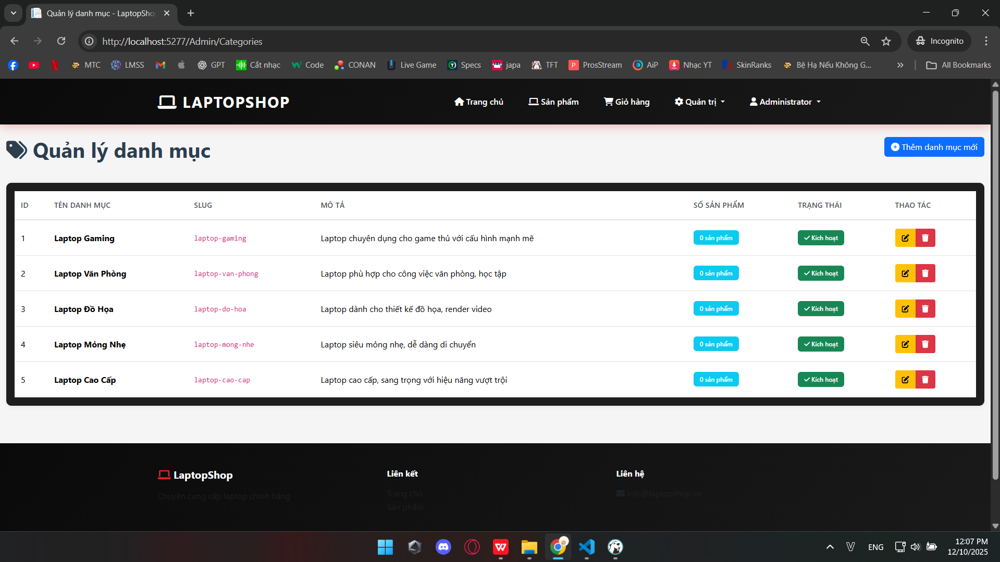 Quản lý danh mục - LaptopSho
http://localhost:5277/Admin/Categories
Incognito
MTC
LMSS
GPT
Cắt nhạc
Code
CONAN
Live Game
Specs
japa
TFT
ProsStream
AiP
Nhạc YT
SkinRanks
Bệ Hạ Nếu Không G...
All Bookmarks
LAPTOPSHOP
Trang chủ
Sản phẩm
Giỏ hàng
Quản trị
Administrator
Quản lý danh mục
Thêm danh mục mới
ID TÊN DANH MỤC SLUG MÔ TẢ SỐ SẢN PHẨM TRẠNG THÁI THAO TÁC
1 Laptop Gaming laptop-gaming Laptop chuyên dụng cho game thủ với cấu hình mạnh mẽ 0 sản phẩm Kích hoạt
2 Laptop Văn Phòng laptop-van-phong Laptop phù hợp cho công việc văn phòng, học tập 0 sản phẩm Kích hoạt
3 Laptop Đồ Họa laptop-do-hoa Laptop dành cho thiết kế đồ họa, render video 0 sản phẩm Kích hoạt
4 Laptop Mỏng Nhẹ laptop-mong-nhe Laptop siêu mỏng nhẹ, dễ dàng di chuyển 0 sản phẩm Kích hoạt
5 Laptop Cao Cấp laptop-cao-cap Laptop cao cấp, sang trọng với hiệu năng vượt trội 0 sản phẩm Kích hoạt
LaptopShop
Chuyên cung cấp laptop chính hãng
Liên kết
Trang chủ
Sản phẩm
Liên hệ
info@laptopshop.vn
ENG
12:07 PM
12/10/2025